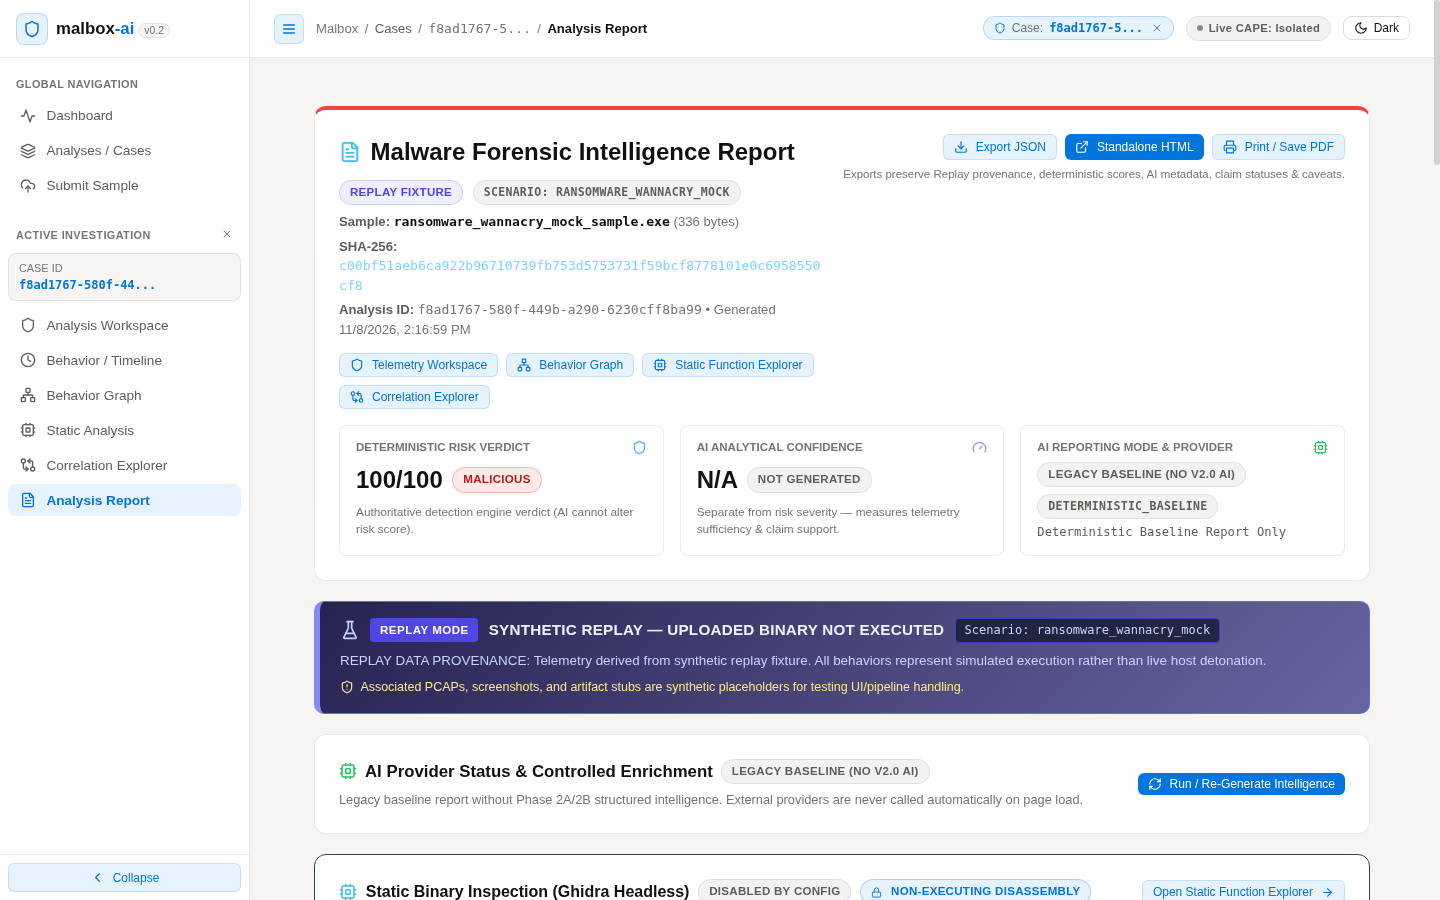 malbox-ai v0.2
GLOBAL NAVIGATION
Dashboard
Analyses / Cases
Submit Sample
ACTIVE INVESTIGATION
CASE ID
f8ad1767-580f-44...
Analysis Workspace
Behavior / Timeline
Behavior Graph
Static Analysis
Correlation Explorer
Analysis Report
Collapse
Malbox / Cases / f8ad1767-5... / Analysis Report
Case: f8ad1767-5...
Live CAPE: Isolated
Dark
Malware Forensic Intelligence Report
Export JSON
Standalone HTML
Print / Save PDF
Exports preserve Replay provenance, deterministic scores, AI metadata, claim statuses & caveats.
REPLAY FIXTURE
SCENARIO: RANSOMWARE_WANNACRY_MOCK
Sample: ransomware_wannacry_mock_sample.exe (336 bytes)
SHA-256:
c00bf51aeb6ca922b96710739fb753d5753731f59bcf8778101e0c6958550
cf8
Analysis ID: f8ad1767-580f-449b-a290-6230cff8ba99 • Generated
11/8/2026, 2:16:59 PM
Telemetry Workspace
Behavior Graph
Static Function Explorer
Correlation Explorer
DETERMINISTIC RISK VERDICT
100/100 MALICIOUS
Authoritative detection engine verdict (AI cannot alter
risk score).
AI ANALYTICAL CONFIDENCE
N/A NOT GENERATED
Separate from risk severity — measures telemetry
sufficiency & claim support.
AI REPORTING MODE & PROVIDER
LEGACY BASELINE (NO V2.0 AI)
DETERMINISTIC_BASELINE
Deterministic Baseline Report Only
REPLAY MODE SYNTHETIC REPLAY — UPLOADED BINARY NOT EXECUTED Scenario: ransomware_wannacry_mock
REPLAY DATA PROVENANCE: Telemetry derived from synthetic replay fixture. All behaviors represent simulated execution rather than live host detonation.
Associated PCAPs, screenshots, and artifact stubs are synthetic placeholders for testing UI/pipeline handling.
AI Provider Status & Controlled Enrichment LEGACY BASELINE (NO V2.0 AI)
Legacy baseline report without Phase 2A/2B structured intelligence. External providers are never called automatically on page load.
Run / Re-Generate Intelligence
Static Binary Inspection (Ghidra Headless) DISABLED BY CONFIG NON-EXECUTING DISASSEMBLY
Open Static Function Explorer